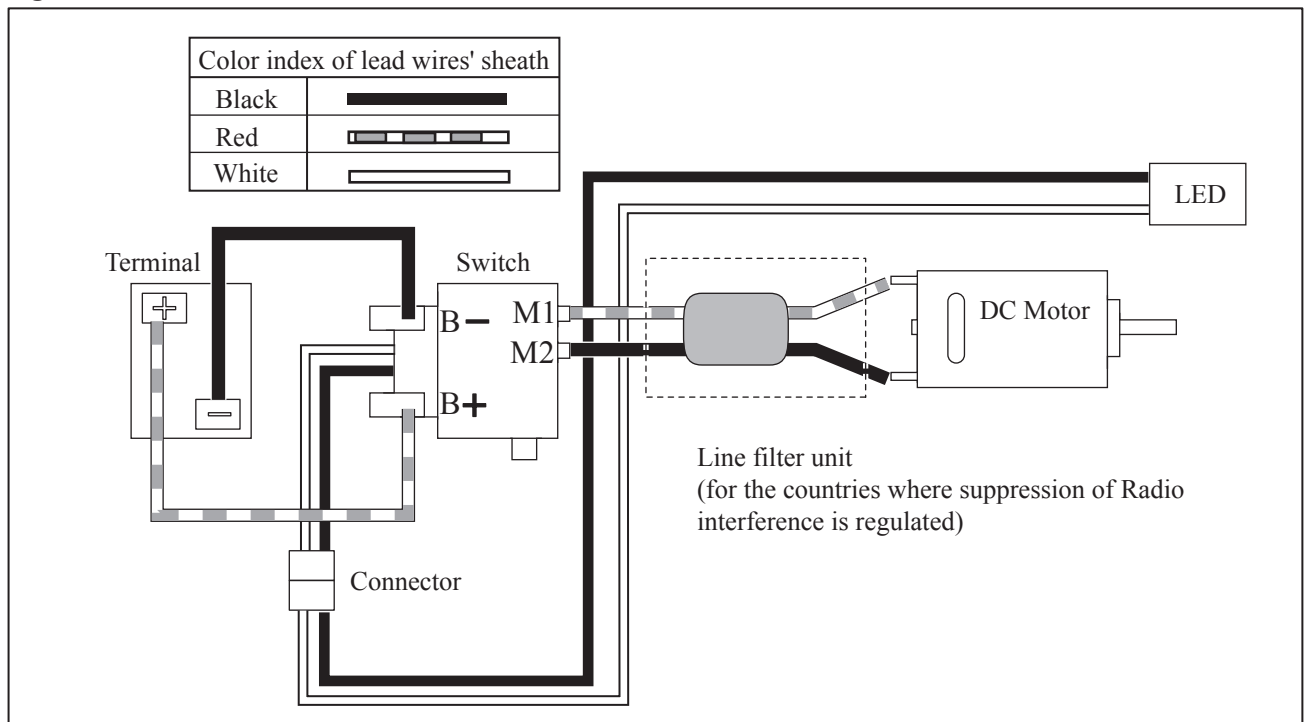 Color index of lead wires' sheath
Black
Red
White
LED
Terminal
Switch
+
B−
M1
DC Motor
M2
−
B+
Line filter unit
(for the countries where suppression of Radio
interference is regulated)
Connector